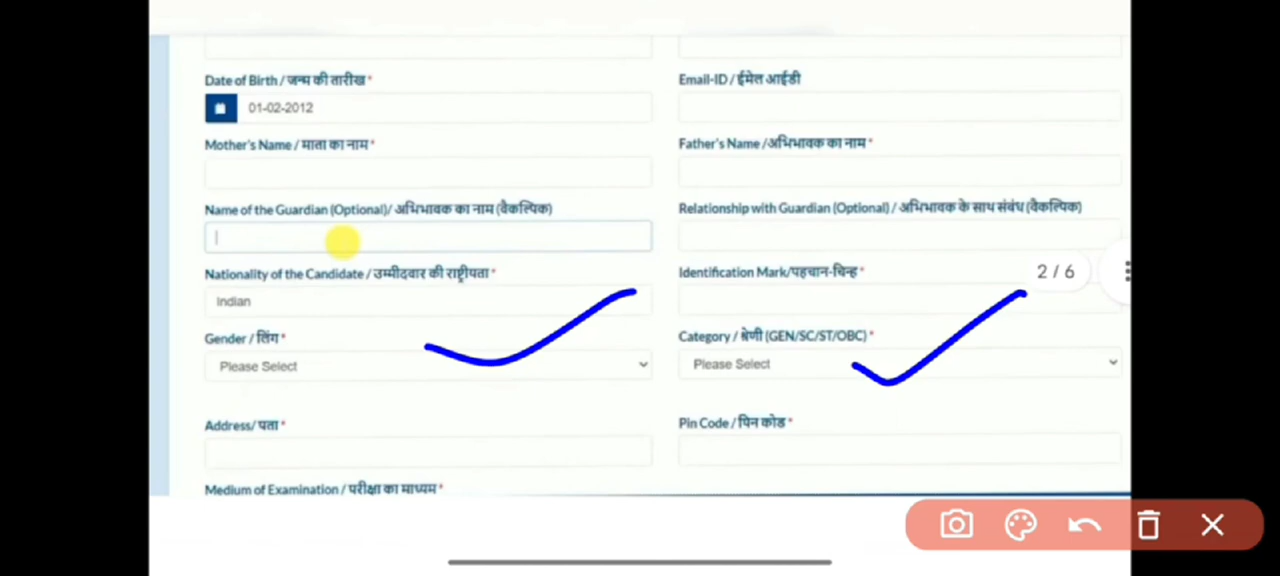 Date of Birth / जन्म की तारीख * Email-ID / ईमेल आईडी
01-02-2012
Mother's Name / माता का नाम * Father's Name /अभिभावक का नाम *
Name of the Guardian (Optional)/ अभिभावक का नाम (वैकल्पिक) Relationship with Guardian (Optional) / अभिभावक के साथ संबंध (वैकल्पिक)
Nationality of the Candidate / उम्मीदवार की राष्ट्रीयता * Identification Mark/पहचान-चिन्ह * 2 / 6
Indian
Gender / लिंग * Category / श्रेणी (GEN/SC/ST/OBC) *
Please Select Please Select
Address/ पता * Pin Code / पिन कोड *
Medium of Examination / परीक्षा का माध्यम *